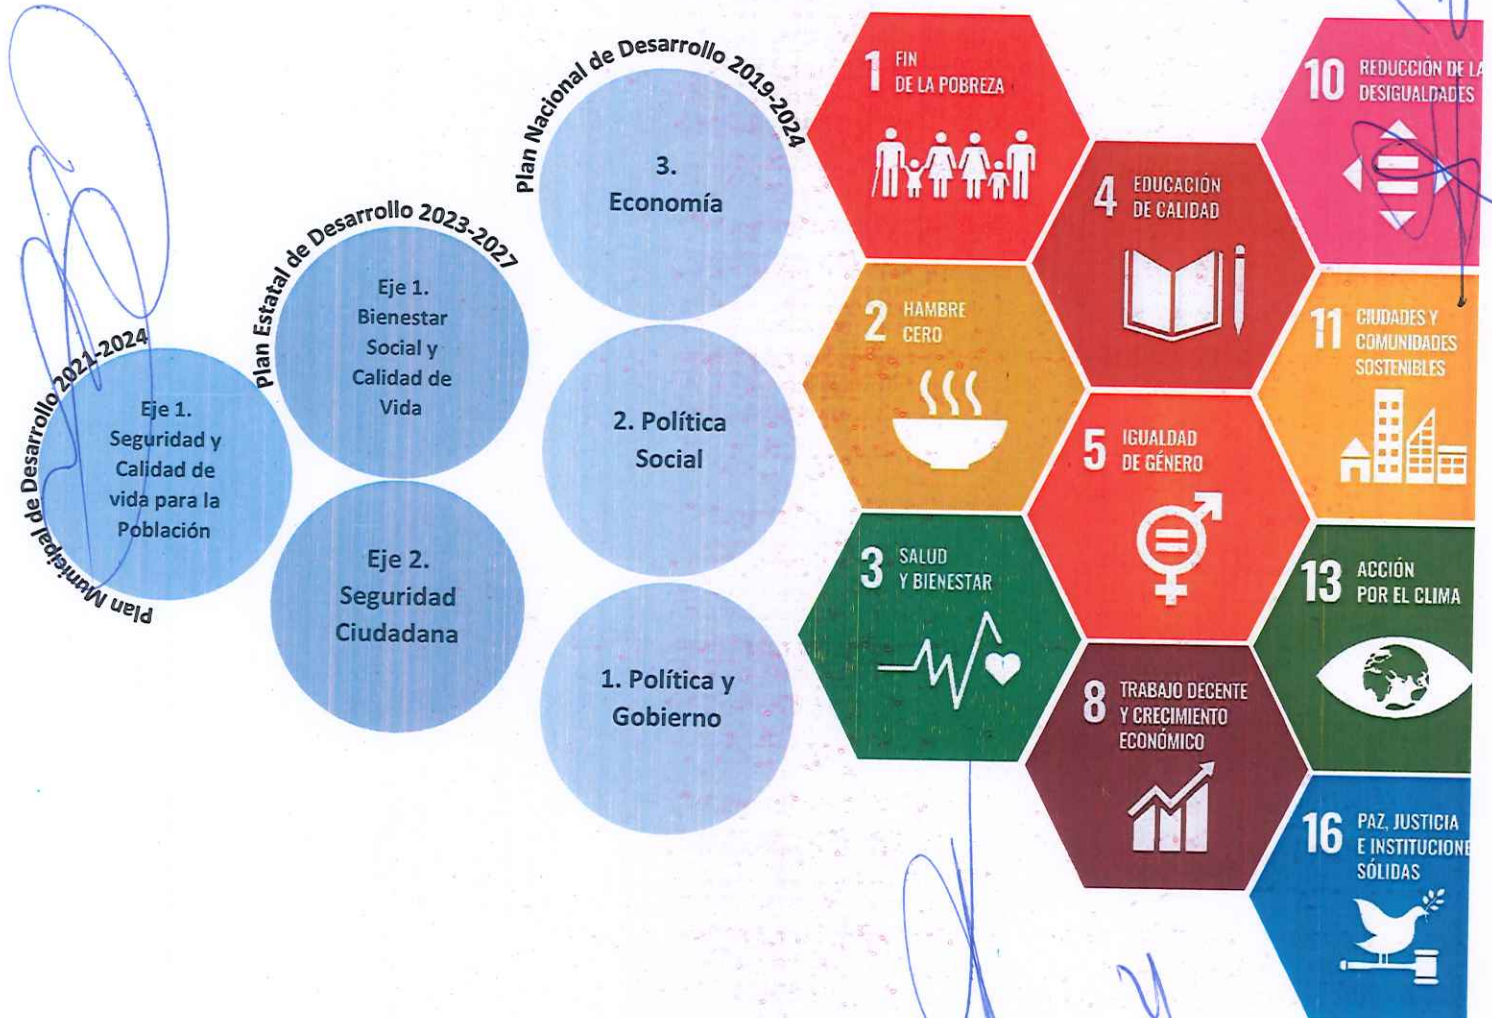 Plan Municipal de Desarrollo 2021-2024
Eje 1.
Seguridad y
Calidad de
vida para la
Población
Plan Estatal de Desarrollo 2023-2027
Eje 1.
Bienestar
Social y
Calidad de
Vida
Eje 2.
Seguridad
Ciudadana
Plan Nacional de Desarrollo 2019-2024
3.
Economía
2. Política
Social
1. Política y
Gobierno
1 FIN
DE LA POBREZA
2 HAMBRE
CERO
3 SALUD
Y BIENESTAR
4 EDUCACIÓN
DE CALIDAD
5 IGUALDAD
DE GÉNERO
8 TRABAJO DECENTE
Y CRECIMIENTO
ECONÓMICO
10 REDUCCIÓN DE LA
DESIGUALDADES
11 CIUDADES Y
COMUNIDADES
SOSTENIBLES
13 ACCIÓN
POR EL CLIMA
16 PAZ, JUSTICIA
E INSTITUCIONE
SÓLIDAS